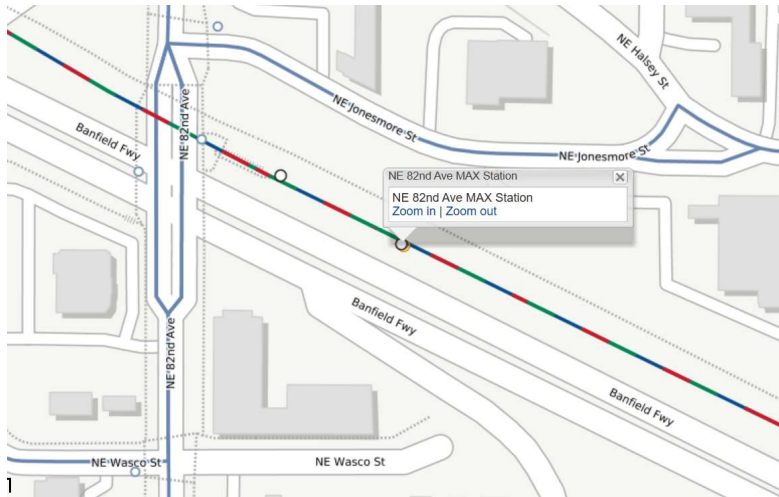 NE Halsey St
NE Jonesmore St
NE 82nd Ave
Banfield Fwy
NE Jonesmore St
NE 82nd Ave MAX Station
NE 82nd Ave MAX Station
Zoom in | Zoom out
Banfield Fwy
NE 82nd Ave
Banfield Fwy
NE Wasco St
NE Wasco St
1